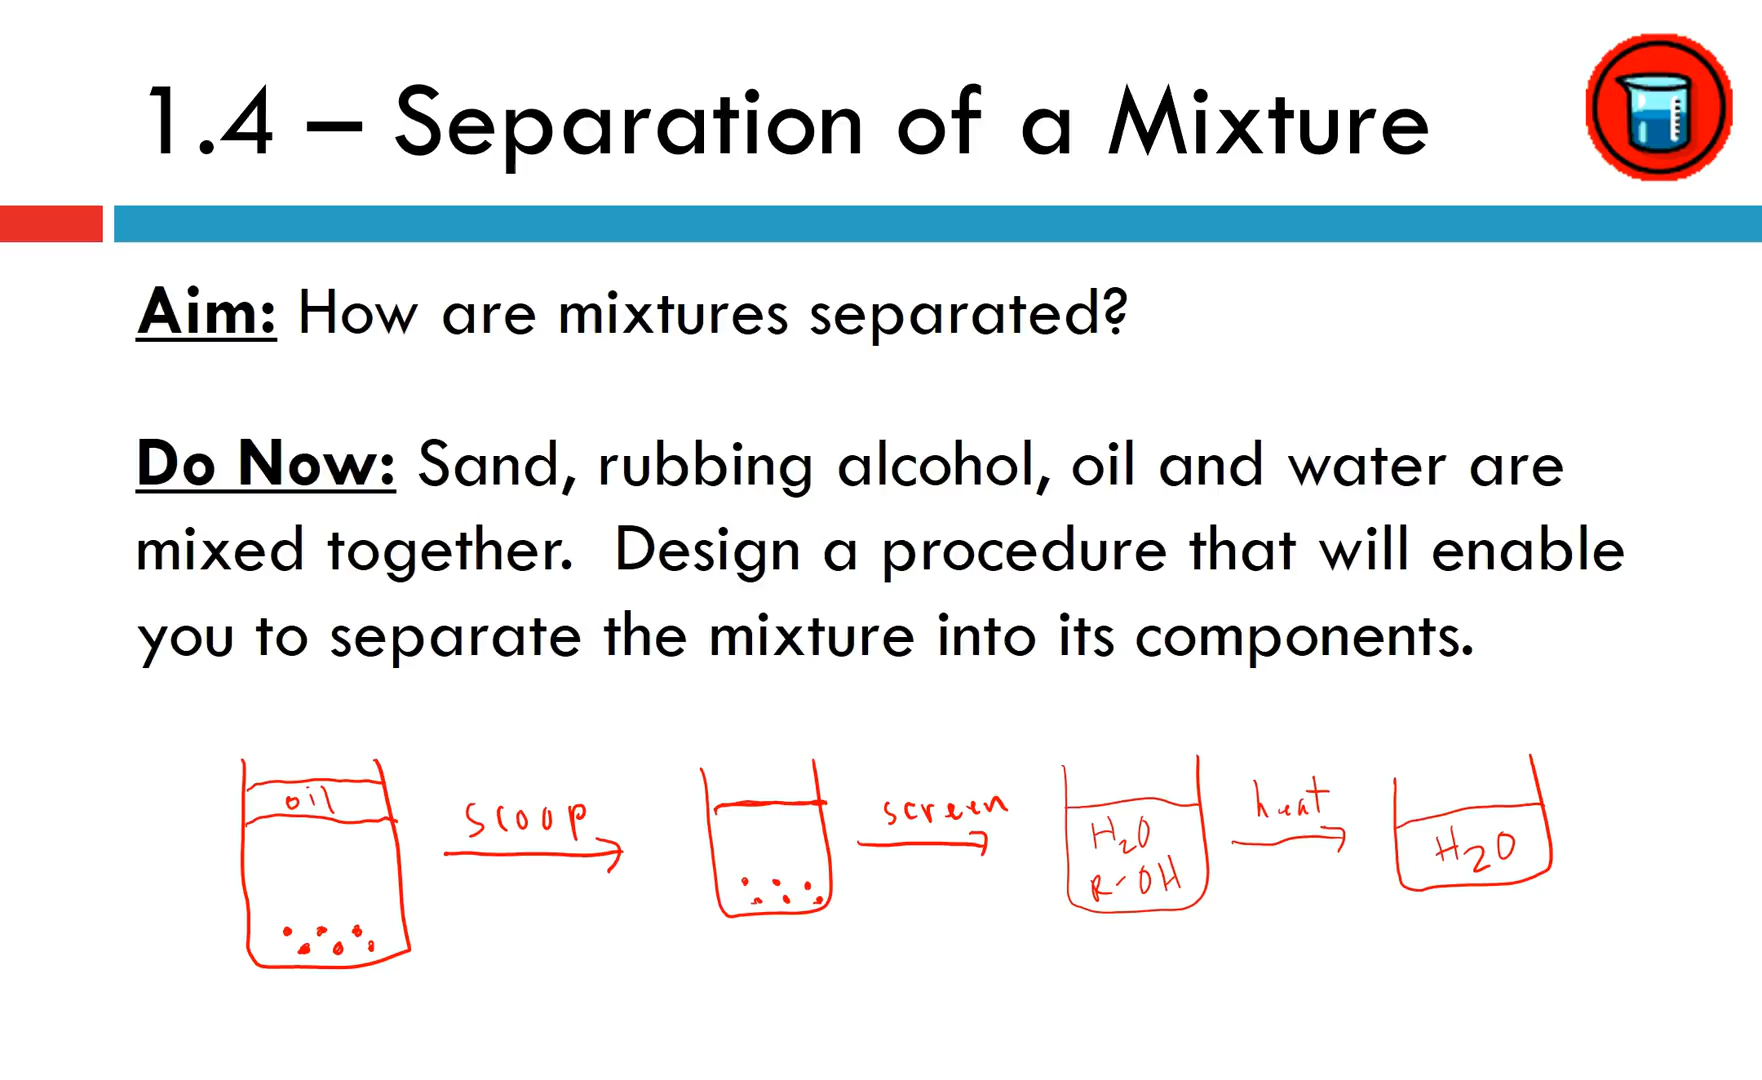 1.4 – Separation of a Mixture
Aim: How are mixtures separated?
Do Now: Sand, rubbing alcohol, oil and water are
mixed together. Design a procedure that will enable
you to separate the mixture into its components.
oil
scoop
screen
H₂O
R-OH
heat
H₂O